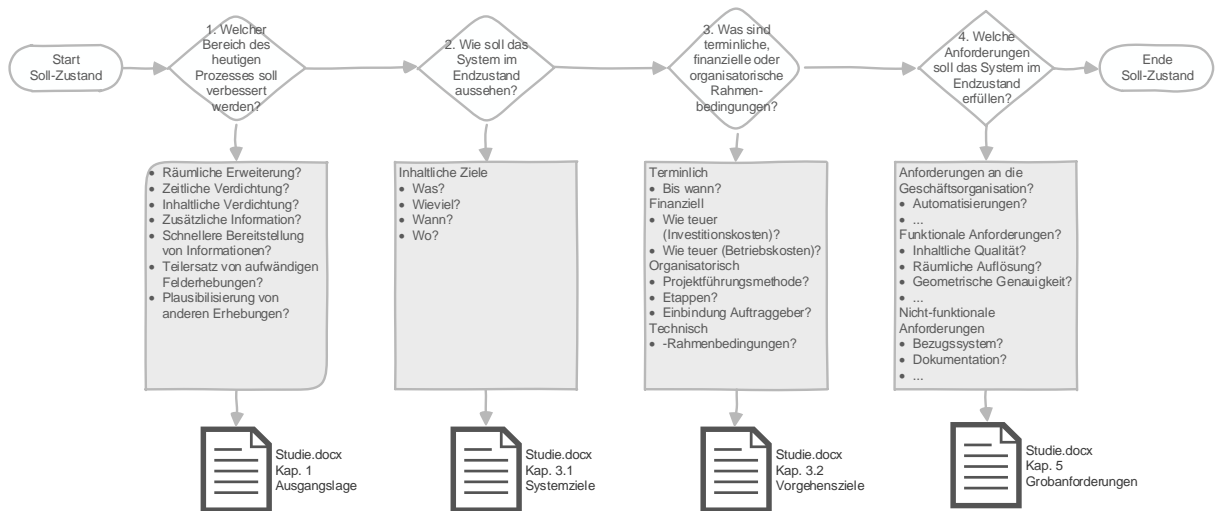 Start
Soll-Zustand
1. Welcher
Bereich des
heutigen
Prozesses soll
verbessert
werden?
2. Wie soll das
System im
Endzustand
aussehen?
3. Was sind
terminliche,
finanzielle oder
organisatorische
Rahmen-
bedingungen?
4. Welche
Anforderungen
soll das System im
Endzustand
erfüllen?
Ende
Soll-Zustand
• Räumliche Erweiterung?
• Zeitliche Verdichtung?
• Inhaltliche Verdichtung?
• Zusätzliche Information?
• Schnellere Bereitstellung
von Informationen?
• Teilersatz von aufwändigen
Felderhebungen?
• Plausibilisierung von
anderen Erhebungen?
Inhaltliche Ziele
• Was?
• Wieviel?
• Wann?
• Wo?
Terminlich
• Bis wann?
Finanziell
• Wie teuer
(Investitionskosten)?
• Wie teuer (Betriebskosten)?
Organisatorisch
• Projektführungsmethode?
• Etappen?
• Einbindung Auftraggeber?
Technisch
• -Rahmenbedingungen?
Anforderungen an die
Geschäftsorganisation?
• Automatisierungen?
• ...
Funktionale Anforderungen?
• Inhaltliche Qualität?
• Räumliche Auflösung?
• Geometrische Genauigkeit?
• ...
Nicht-funktionale
Anforderungen
• Bezugssystem?
• Dokumentation?
• ...
Studie.docx
Kap. 1
Ausgangslage
Studie.docx
Kap. 3.1
Systemziele
Studie.docx
Kap. 3.2
Vorgehensziele
Studie.docx
Kap. 5
Grobanforderungen